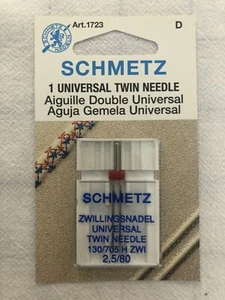 Art.1723
D
SCHMETZ
1 UNIVERSAL TWIN NEEDLE
Aiguille Double Universal
Aguja Gemela Universal
SCHMETZ
ZWILLINGSNADEL
UNIVERSAL
TWIN NEEDLE
130/705 H ZWI
2.5/80